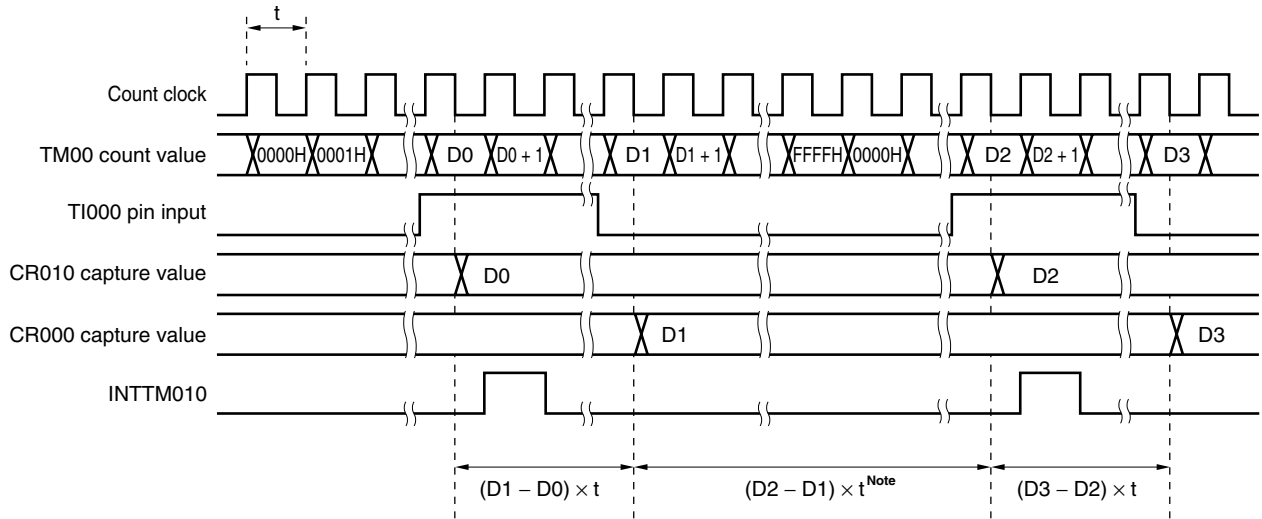 t
Count clock
TM00 count value
0000H 0001H D0 D0 + 1 D1 D1 + 1 FFFFH 0000H D2 D2 + 1 D3
TI000 pin input
CR010 capture value
D0 D2
CR000 capture value
D1 D3
INTTM010
(D1 − D0) × t (D2 − D1) × t Note (D3 − D2) × t